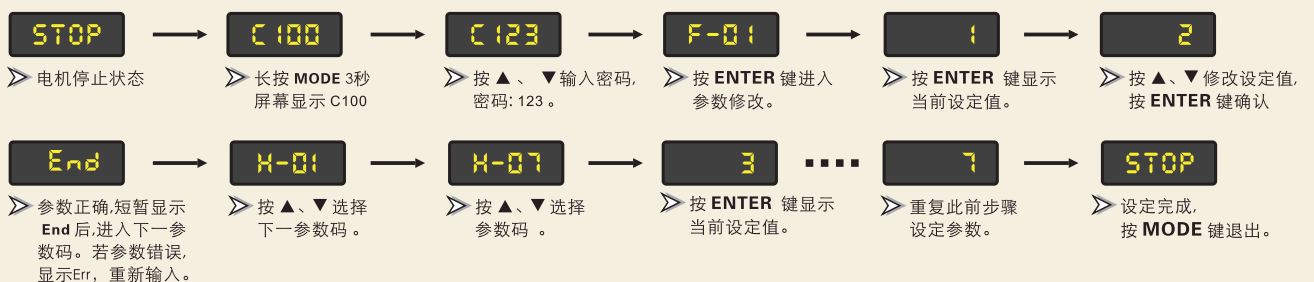 STOP
电机停止状态
C100
长按 MODE 3秒
屏幕显示 C100
C123
按 ▲ 、 ▼输入密码,
密码: 123 。
F-01
按 ENTER 键进入
参数修改。
1
按 ENTER 键显示
当前设定值。
2
按 ▲、▼ 修改设定值,
按 ENTER 键确认
End
参数正确,短暂显示
End 后,进入下一参
数码。若参数错误,
显示Err，重新输入。
H-01
按 ▲、▼ 选择
下一参数码 。
H-07
按 ▲、▼ 选择
参数码 。
3
按 ENTER 键显示
当前设定值。
7
重复此前步骤
设定参数。
STOP
设定完成,
按 MODE 键退出。